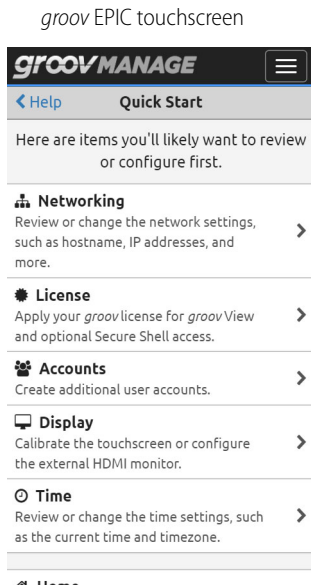 groov EPIC touchscreen
groov MANAGE
Help Quick Start
Here are items you'll likely want to review
or configure first.
Networking
Review or change the network settings,
such as hostname, IP addresses, and
more.
License
Apply your groov license for groov View
and optional Secure Shell access.
Accounts
Create additional user accounts.
Display
Calibrate the touchscreen or configure
the external HDMI monitor.
Time
Review or change the time settings, such
as the current time and timezone.
Home